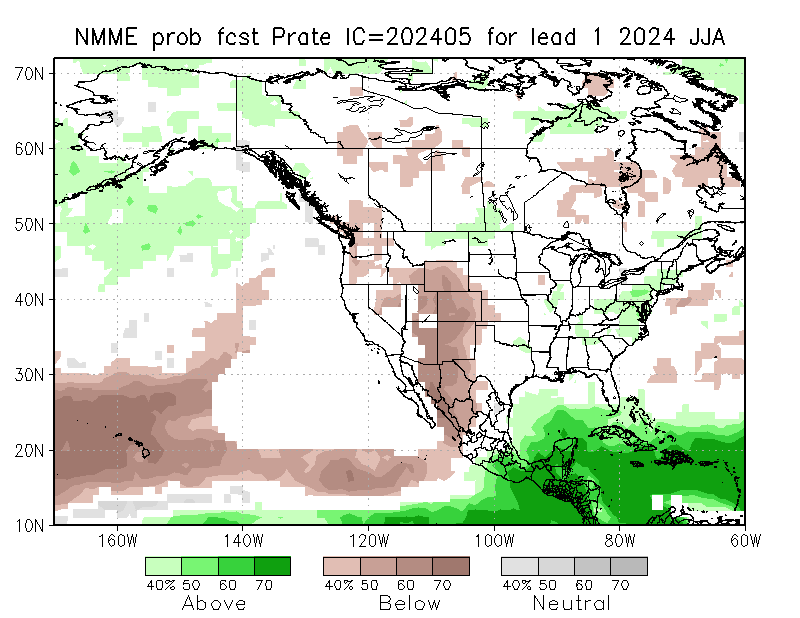 NMME prob fcst Prate IC=202405 for lead 1 2024 JJA
70N
60N
50N
40N
30N
20N
10N
160W 140W 120W 100W 80W 60W
40% 50 60 70 40% 50 60 70 40% 50 60 70
Above Below Neutral